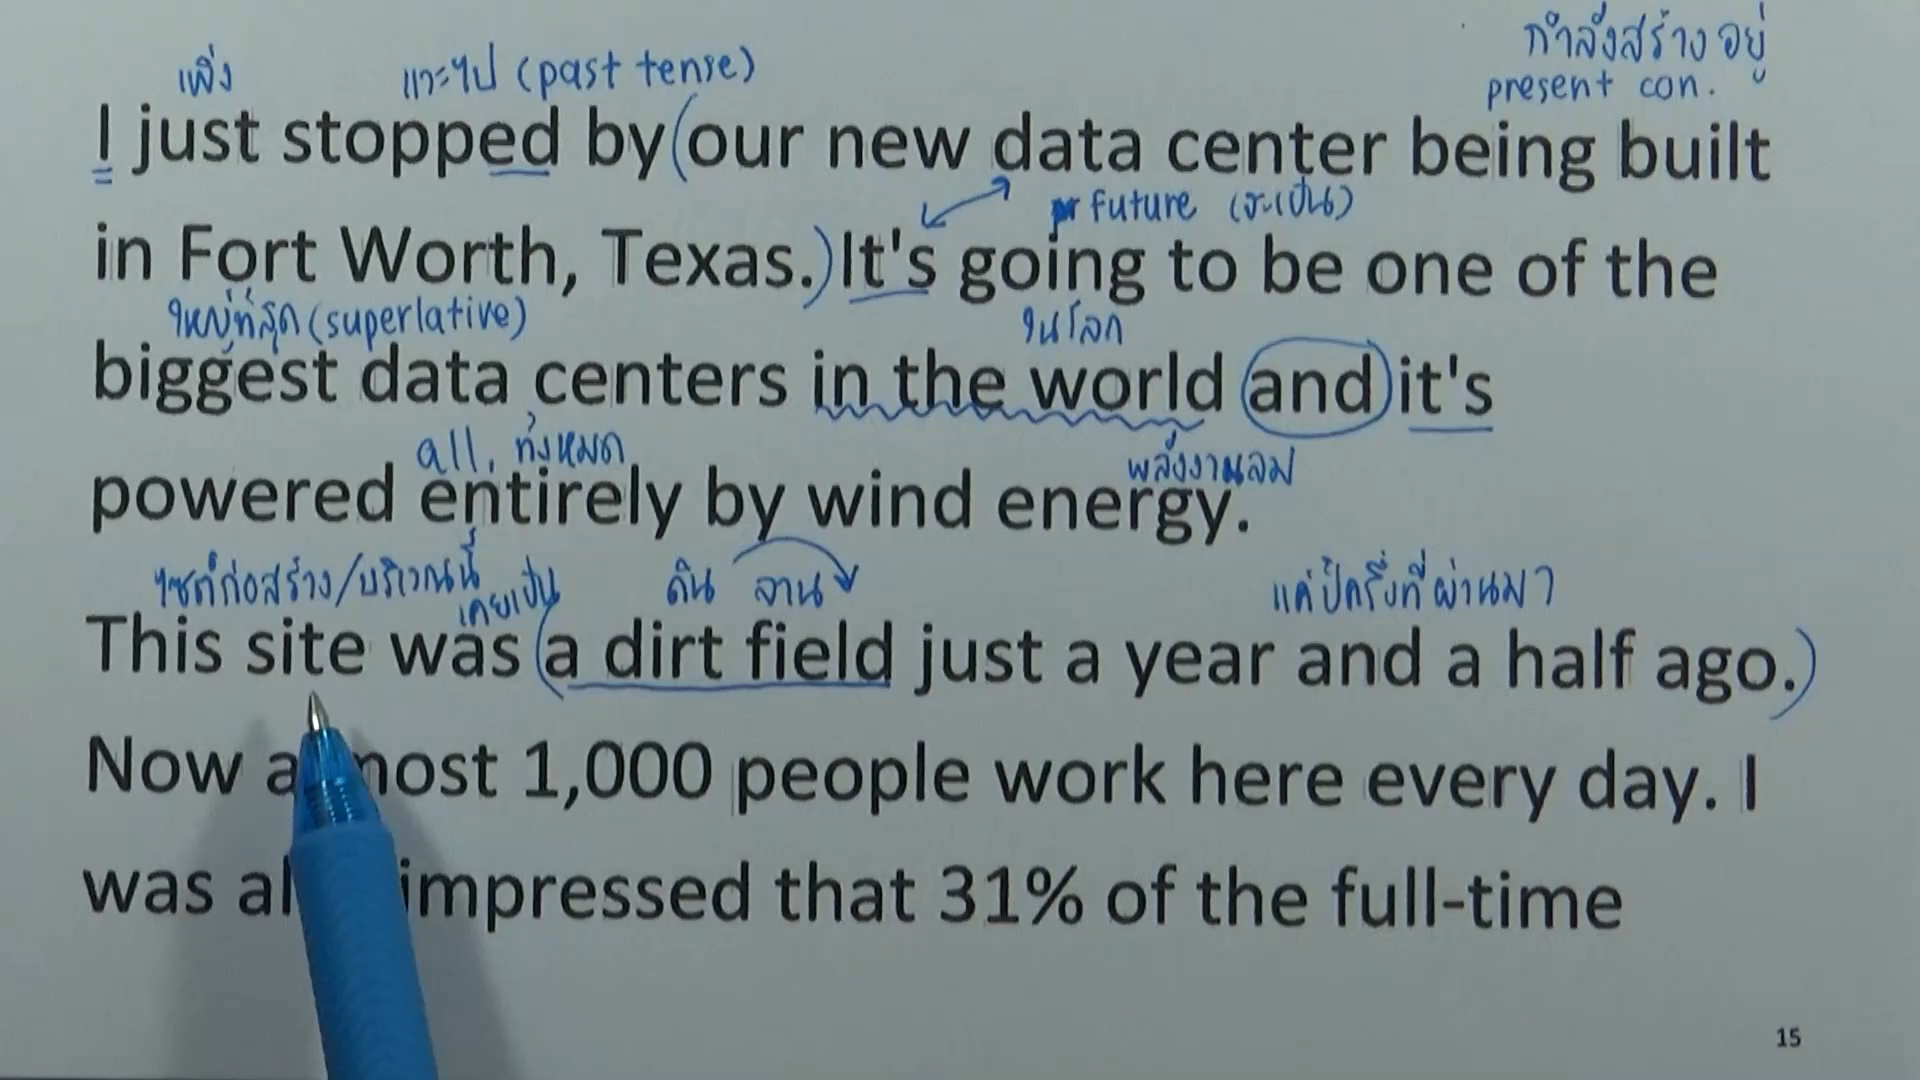 กำลังสร้างอยู่
เพิ่ง แวะไป (past tense) present con.
I just stopped by (our new data center being built
future (จะเป็น)
in Fort Worth, Texas.) It's going to be one of the
ใหญ่ที่สุด (superlative) ในโลก
biggest data centers in the world and it's
all, ทั้งหมด พลังงานลม
powered entirely by wind energy.
ไซต์ก่อสร้าง/บริเวณนี้ เคยเป็น ดิน ลาน แค่ปีครึ่งที่ผ่านมา
This site was (a dirt field just a year and a half ago.)
Now most 1,000 people work here every day. I
was impressed that 31% of the full-time
15